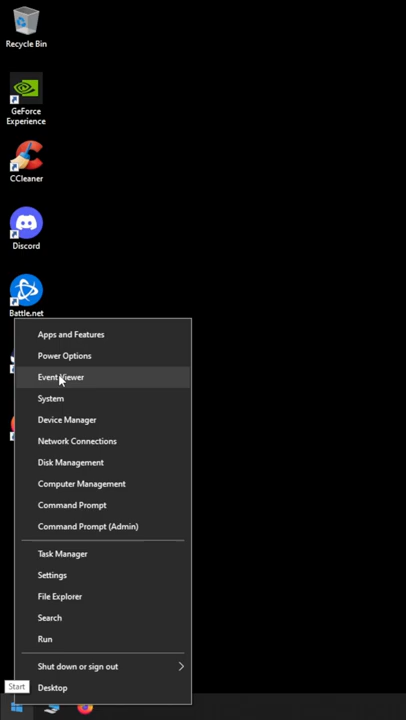 Recycle Bin
GeForce
Experience
CCleaner
Discord
Battle.net
Apps and Features
Power Options
Event Viewer
System
Device Manager
Network Connections
Disk Management
Computer Management
Command Prompt
Command Prompt (Admin)
Task Manager
Settings
File Explorer
Search
Run
Shut down or sign out
Start
Desktop